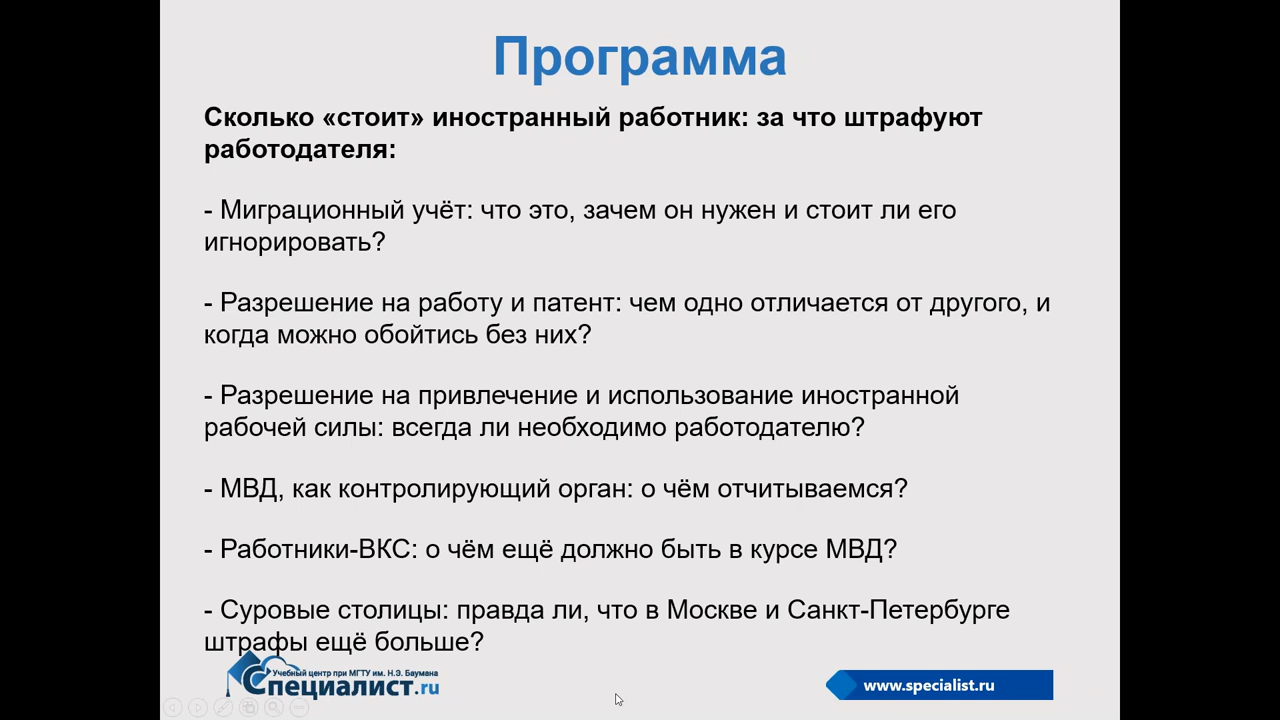 Программа
Сколько «стоит» иностранный работник: за что штрафуют
работодателя:
- Миграционный учёт: что это, зачем он нужен и стоит ли его
игнорировать?
- Разрешение на работу и патент: чем одно отличается от другого, и
когда можно обойтись без них?
- Разрешение на привлечение и использование иностранной
рабочей силы: всегда ли необходимо работодателю?
- МВД, как контролирующий орган: о чём отчитываемся?
- Работники-ВКС: о чём ещё должно быть в курсе МВД?
- Суровые столицы: правда ли, что в Москве и Санкт-Петербурге
штрафы ещё больше?
Учебный центр при МГТУ им. Н.Э. Баумана
Специалист.ru
www.specialist.ru